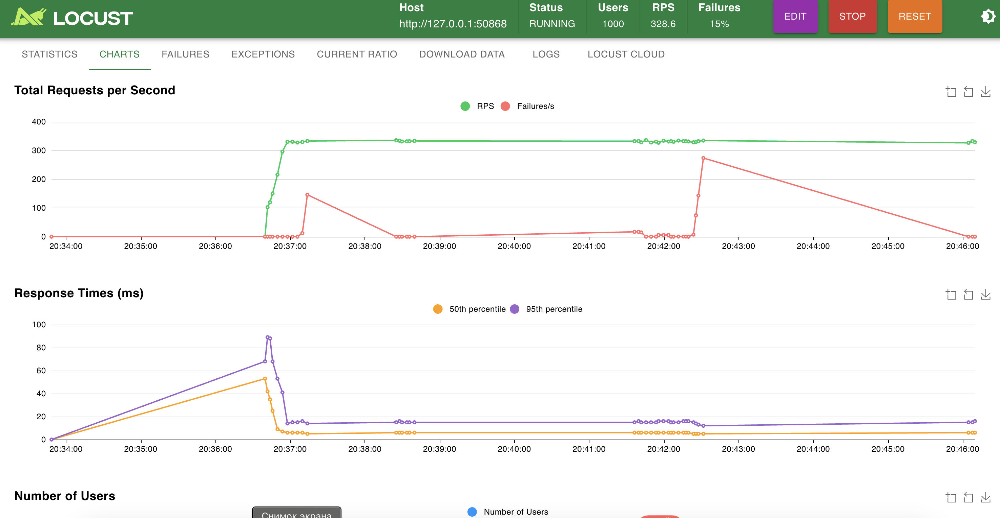 LOCUST
Host
http://127.0.0.1:50868
Status
RUNNING
Users
1000
RPS
328.6
Failures
15%
EDIT
STOP
RESET
STATISTICS CHARTS FAILURES EXCEPTIONS CURRENT RATIO DOWNLOAD DATA LOGS LOCUST CLOUD
Total Requests per Second
RPS Failures/s
400
300
200
100
0
20:34:00 20:35:00 20:36:00 20:37:00 20:38:00 20:39:00 20:40:00 20:41:00 20:42:00 20:43:00 20:44:00 20:45:00 20:46:00
Response Times (ms)
50th percentile 95th percentile
100
80
60
40
20
0
20:34:00 20:35:00 20:36:00 20:37:00 20:38:00 20:39:00 20:40:00 20:41:00 20:42:00 20:43:00 20:44:00 20:45:00 20:46:00
Number of Users
Number of Users
Снимок экрана